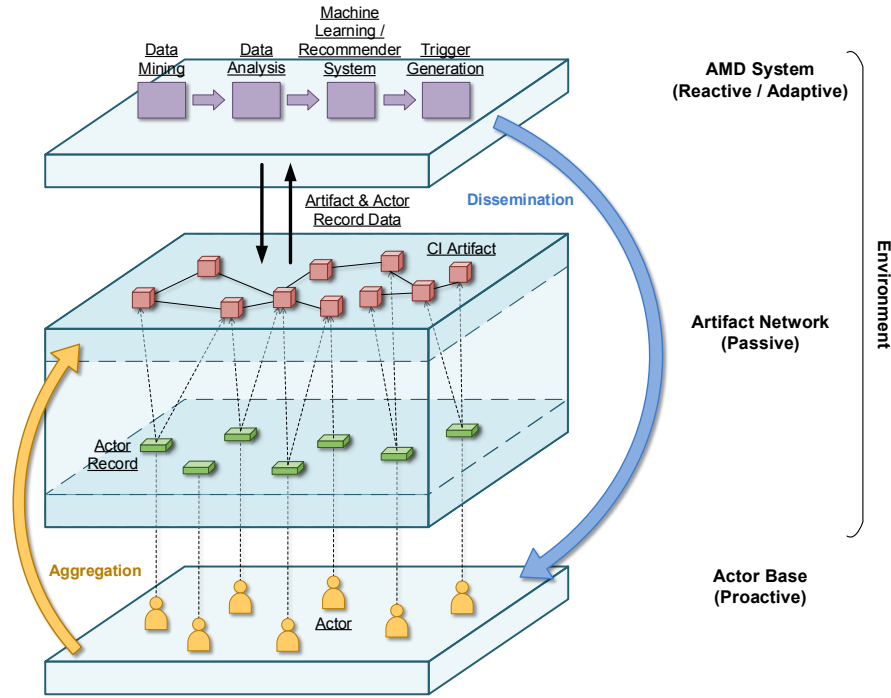 Data
Mining
Data
Analysis
Machine
Learning /
Recommender
System
Trigger
Generation
AMD System
(Reactive / Adaptive)
Artifact & Actor
Record Data
Dissemination
CI Artifact
Environment
Artifact Network
(Passive)
Actor
Record
Aggregation
Actor
Actor Base
(Proactive)